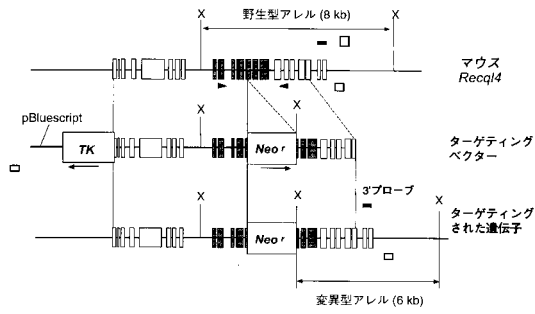 X 野生型アレル (8 kb) X
マウス
Recql4
pBluescript
X X
TK Neo r
ターゲティング
ベクター
3'プローブ
X X X
Neo r
ターゲティング
された遺伝子
変異型アレル (6 kb)